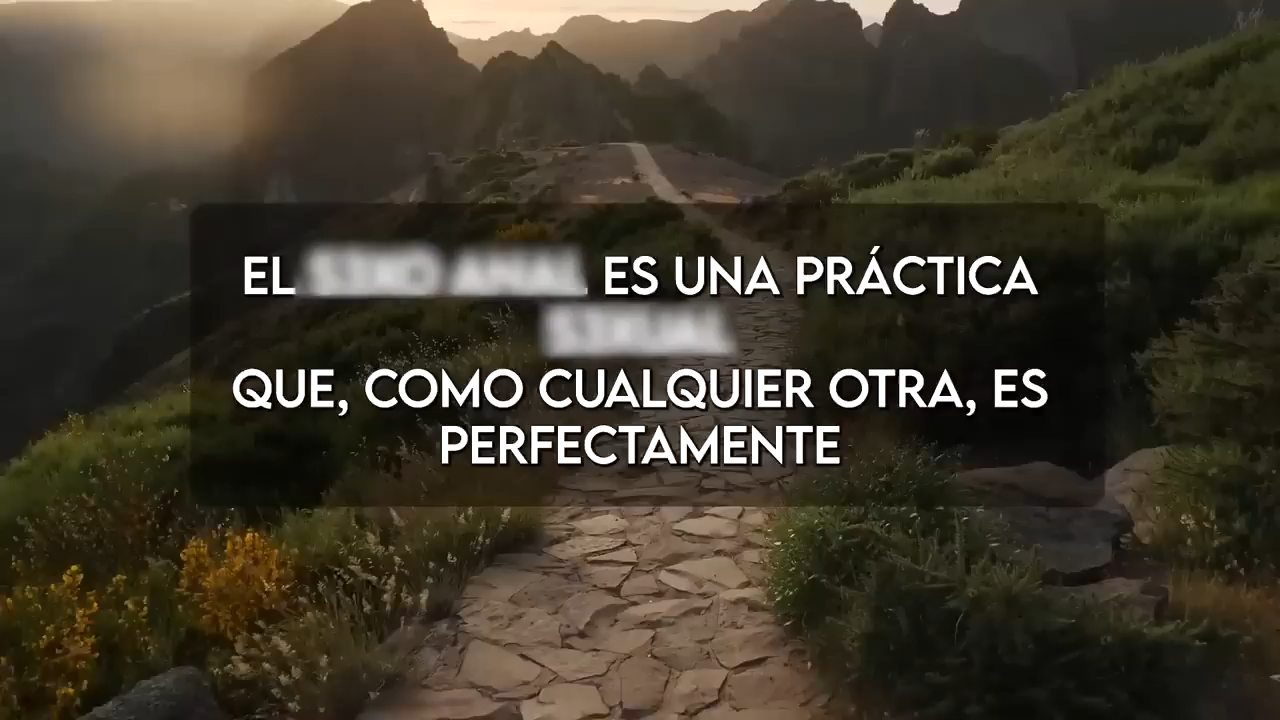 EL ES UNA PRÁCTICA
QUE, COMO CUALQUIER OTRA, ES
PERFECTAMENTE